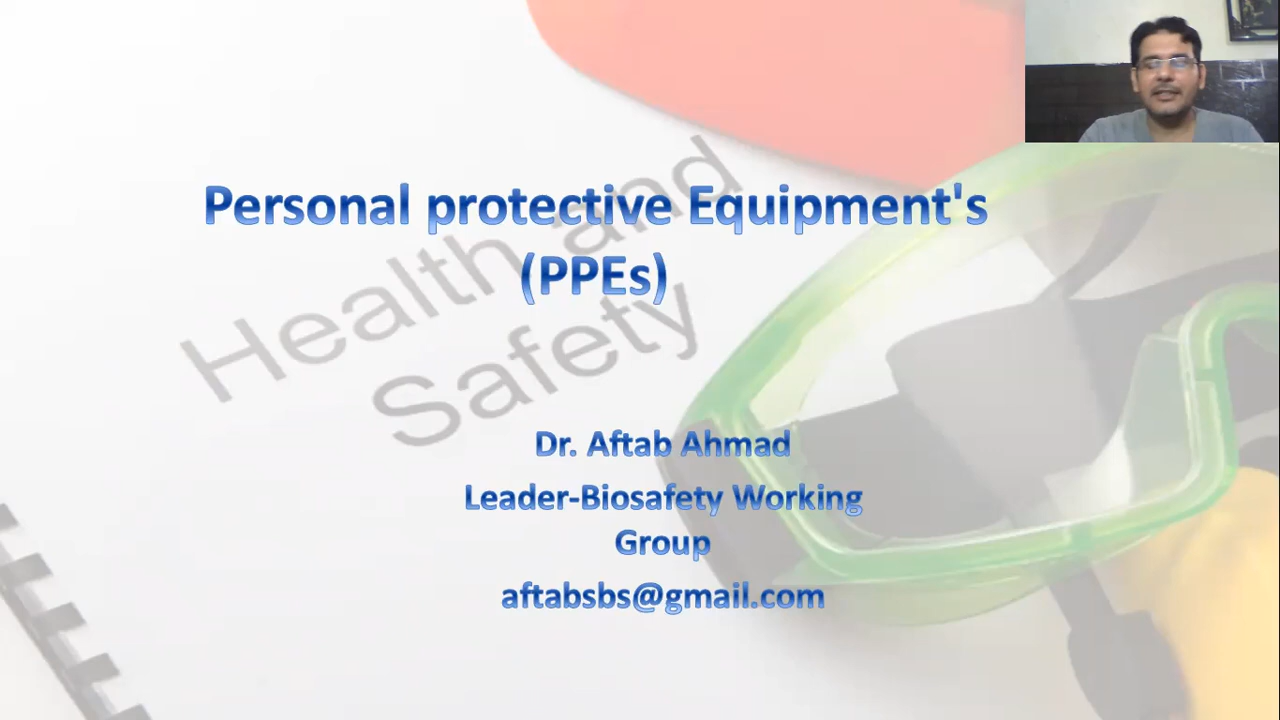 Personal protective Equipment's
(PPEs)
Health and
Safety
Dr. Aftab Ahmad
Leader-Biosafety Working
Group
aftabsbs@gmail.com